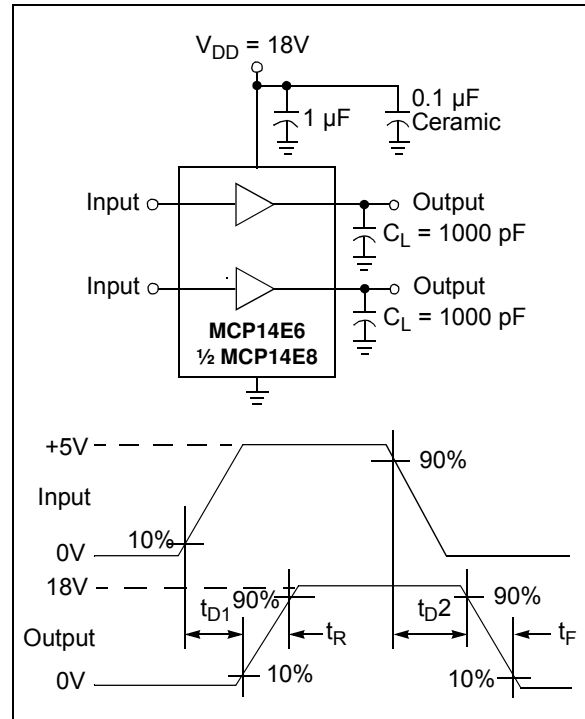 V_DD = 18V
1 µF
0.1 µF
Ceramic
Input
Output
C_L = 1000 pF
Input
Output
C_L = 1000 pF
MCP14E6
½ MCP14E8
+5V
Input
0V
10%
90%
18V
Output
0V
t_D1
90%
10%
t_R
t_D2
90%
10%
t_F